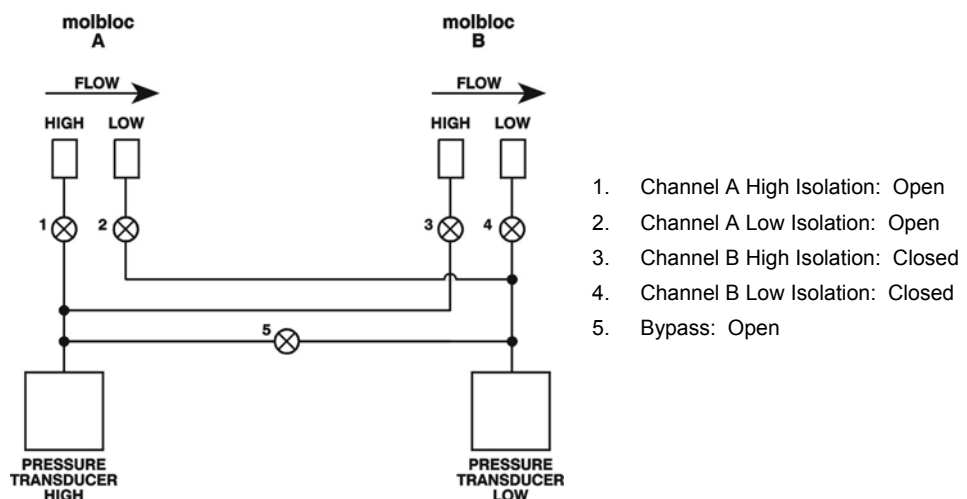 molbloc
A
FLOW
HIGH LOW
molbloc
B
FLOW
HIGH LOW
1
2
3
4
5
PRESSURE
TRANSDUCER
HIGH
PRESSURE
TRANSDUCER
LOW
1. Channel A High Isolation: Open
2. Channel A Low Isolation: Open
3. Channel B High Isolation: Closed
4. Channel B Low Isolation: Closed
5. Bypass: Open